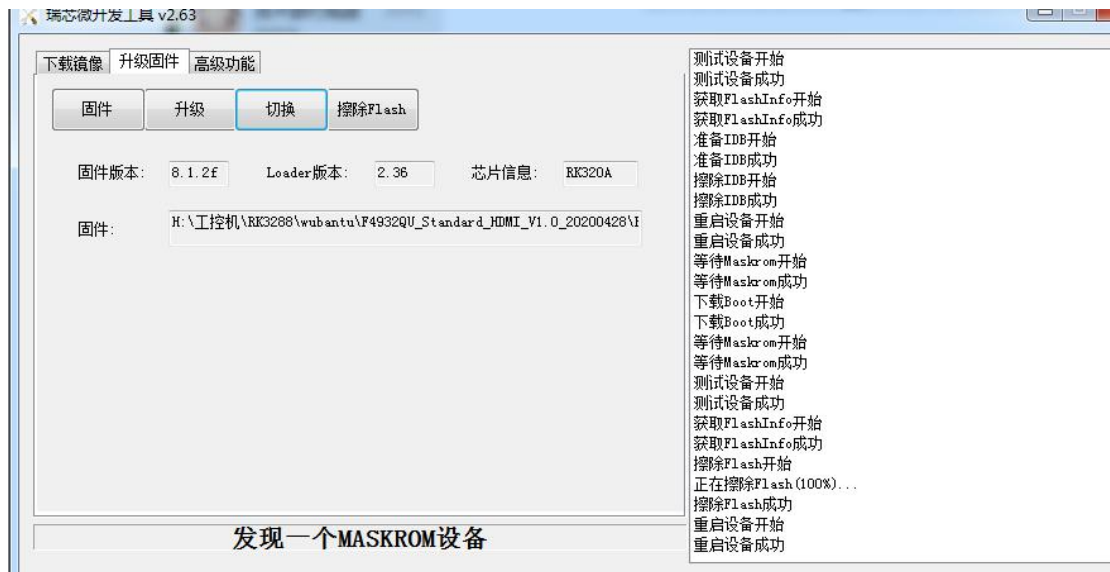 瑞芯微开发工具 v2.63
下载镜像 升级固件 高级功能
固件 升级 切换 擦除Flash
固件版本: 8.1.2f Loader版本: 2.36 芯片信息: RK320A
固件: H:\工控机\RK3288\wubantu\F4932QU_Standard_HDMI_V1.0_20200428\
发现一个MASKROM设备
测试设备开始
测试设备成功
获取FlashInfo开始
获取FlashInfo成功
准备IDB开始
准备IDB成功
擦除IDB开始
擦除IDB成功
重启设备开始
重启设备成功
等待Maskrom开始
等待Maskrom成功
下载Boot开始
下载Boot成功
等待Maskrom开始
等待Maskrom成功
测试设备开始
测试设备成功
获取FlashInfo开始
获取FlashInfo成功
擦除Flash开始
正在擦除Flash(100%)...
擦除Flash成功
重启设备开始
重启设备成功